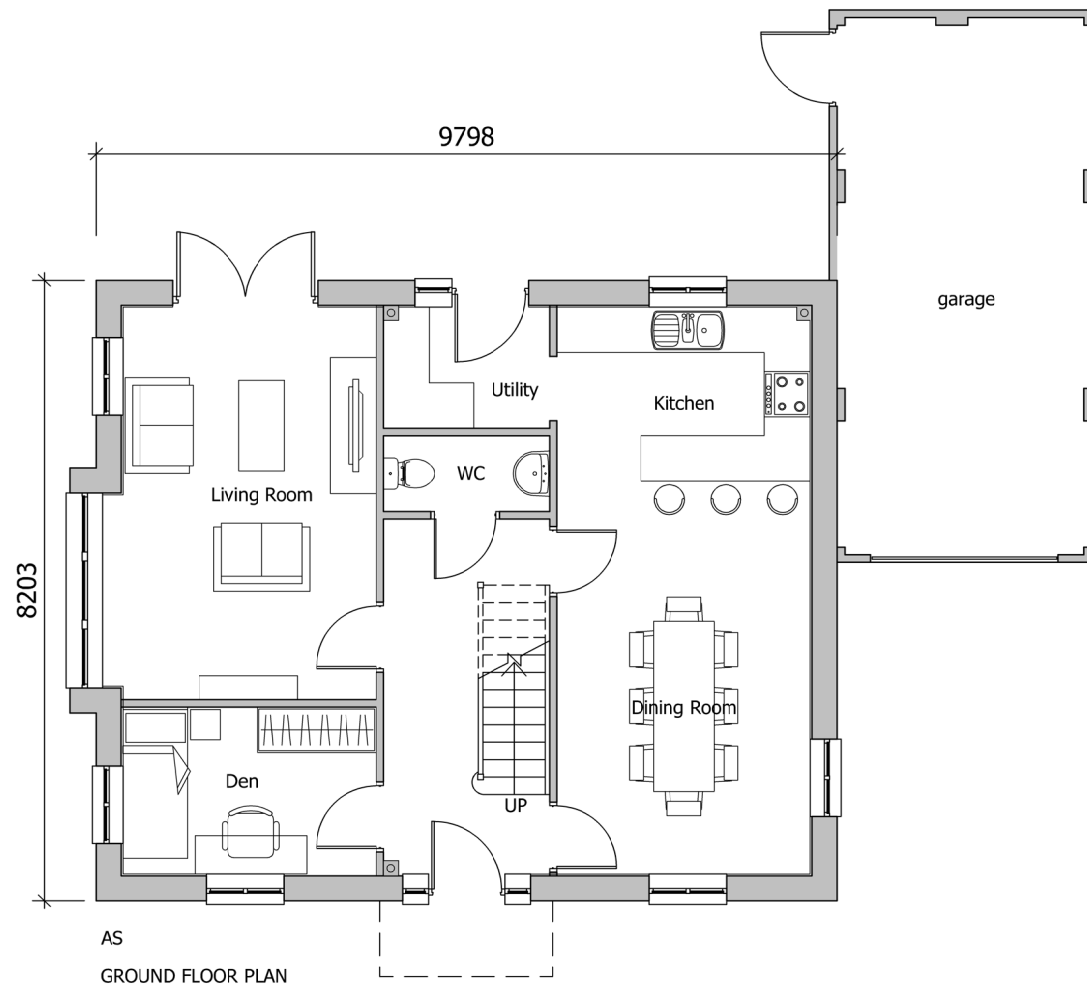 9798
garage
Utility
Kitchen
WC
Living Room
8203
Dining Room
Den
UP
AS
GROUND FLOOR PLAN